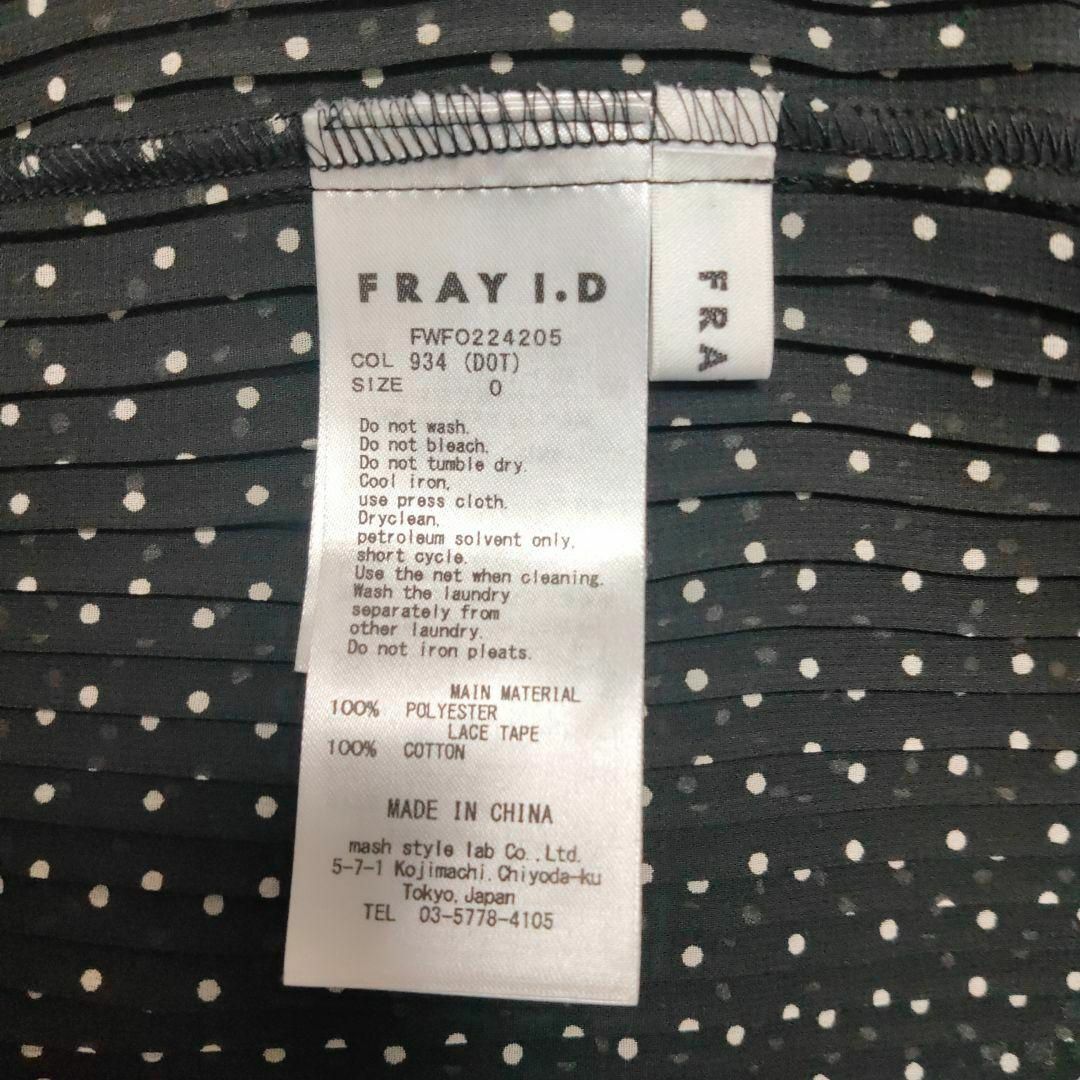 FRAY I.D
FRA
FWFO224205
COL 934 (DOT)
SIZE 0
Do not wash.
Do not bleach.
Do not tumble dry.
Cool iron,
use press cloth.
Dryclean,
petroleum solvent only,
short cycle.
Use the net when cleaning.
Wash the laundry
separately from
other laundry.
Do not iron pleats.
MAIN MATERIAL
100% POLYESTER
LACE TAPE
100% COTTON
MADE IN CHINA
mash style lab Co.,Ltd.
5-7-1 Kojimachi,Chiyoda-ku
Tokyo,Japan
TEL 03-5778-4105